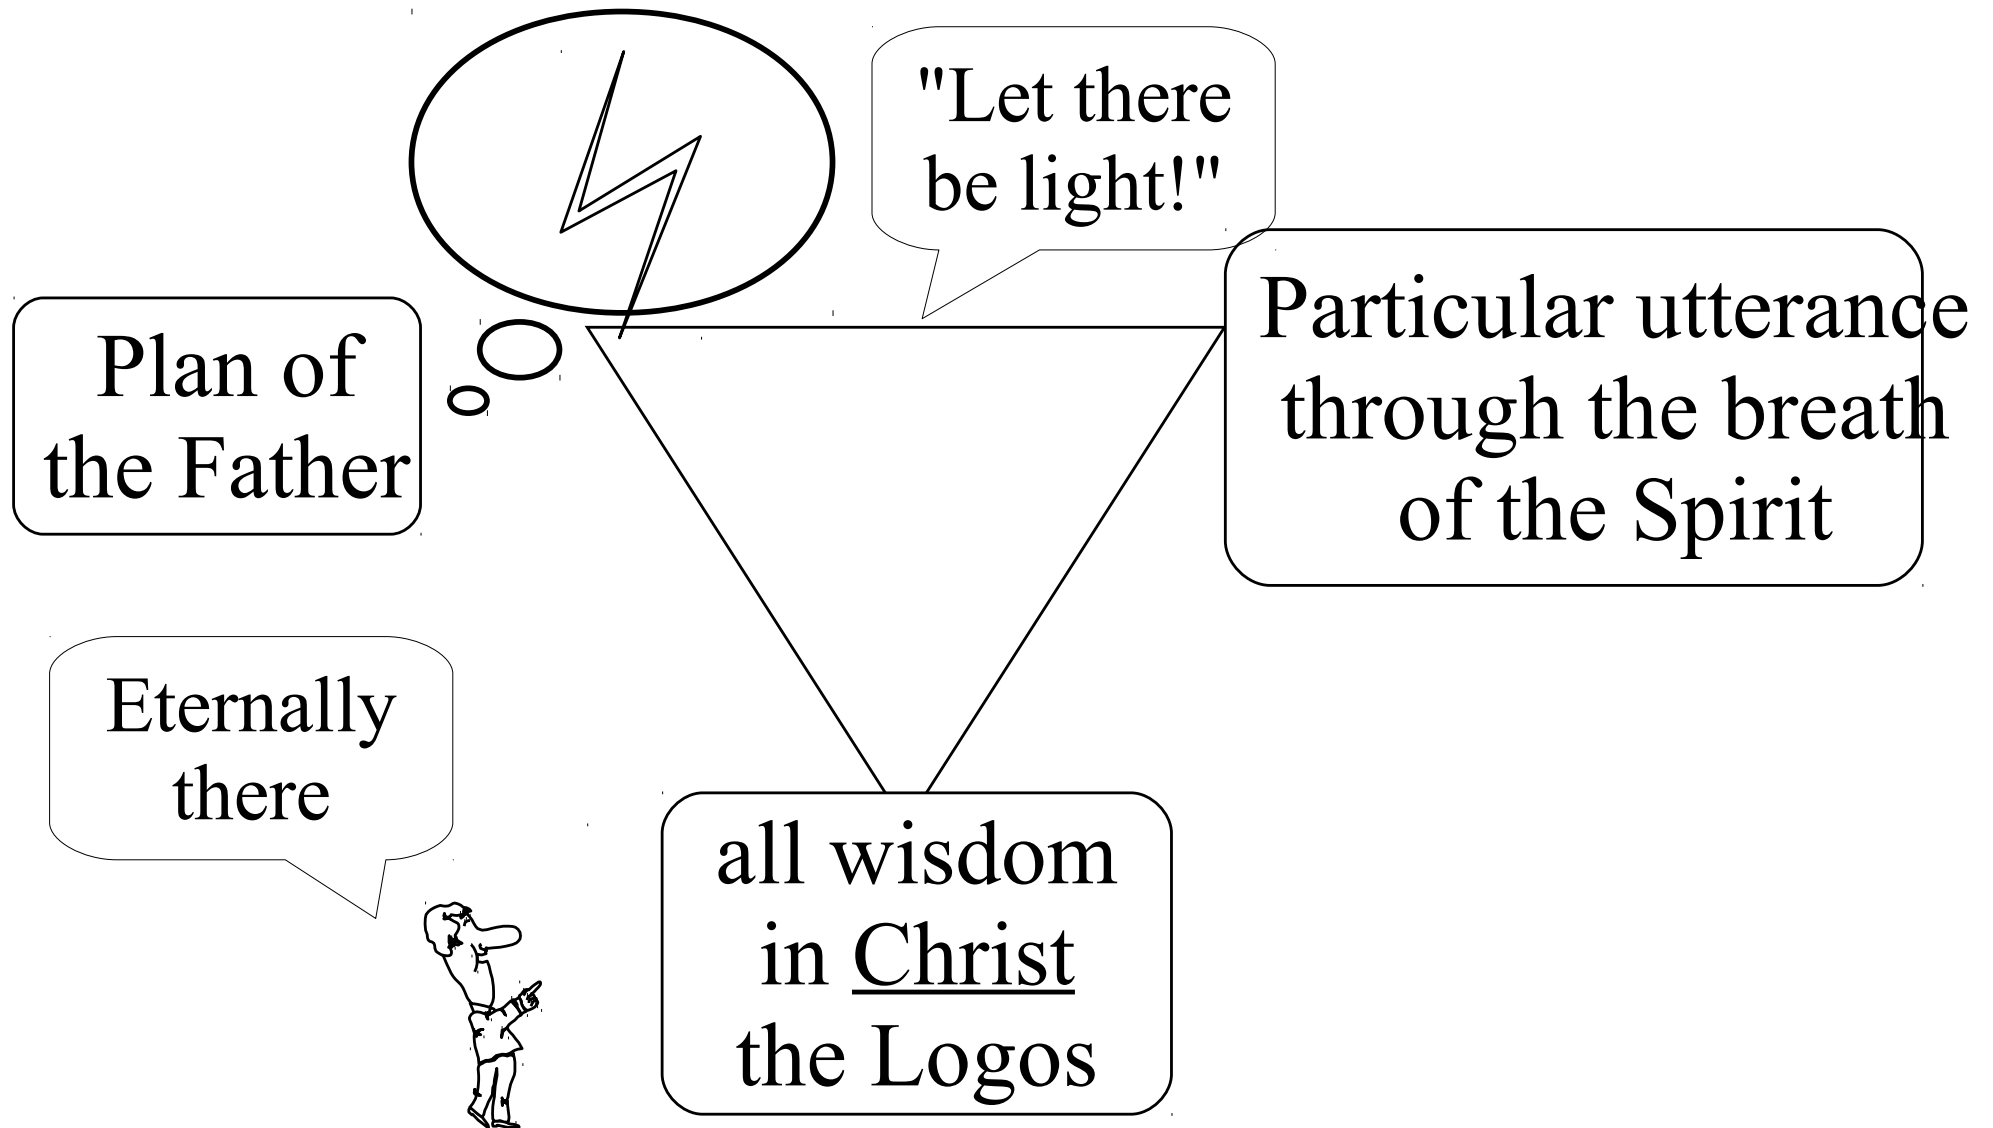 "Let there
be light!"
Plan of
the Father
Particular utterance
through the breath
of the Spirit
Eternally
there
all wisdom
in Christ
the Logos